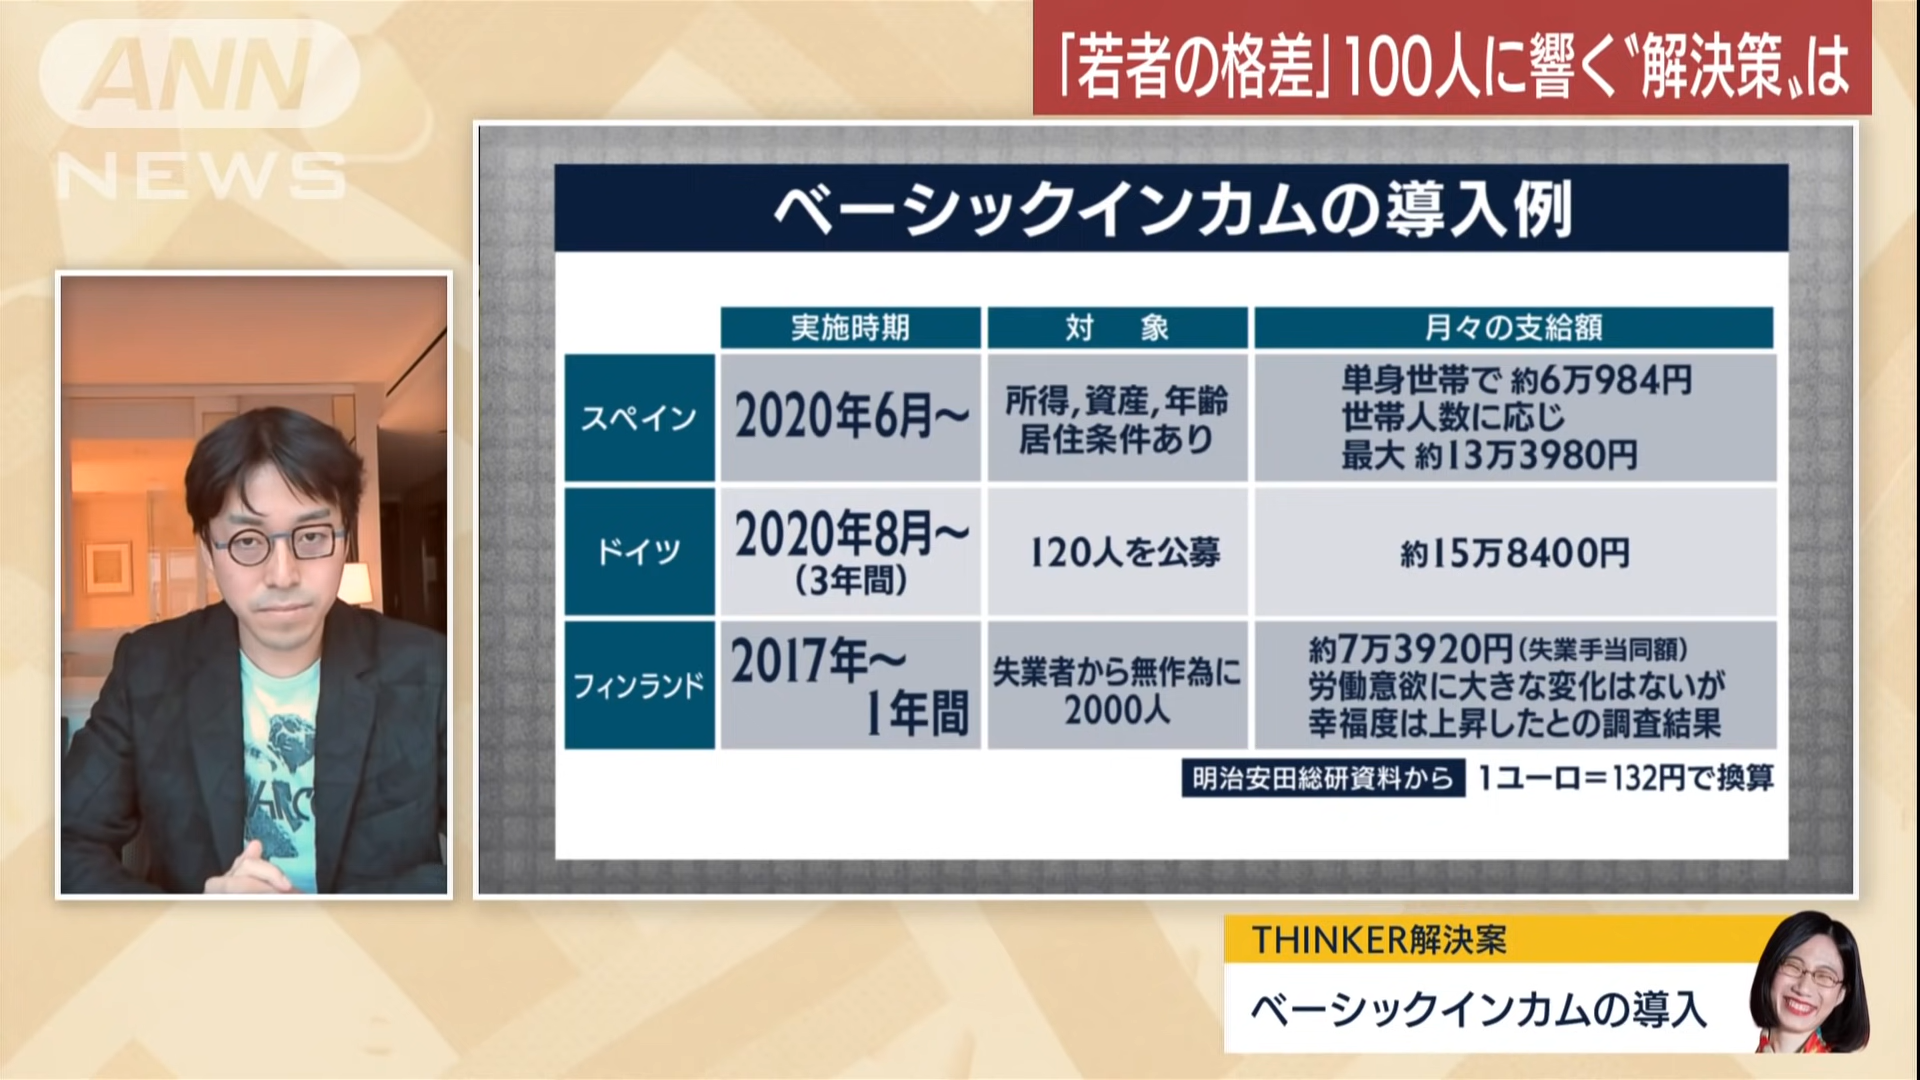 ANN
NEWS
「若者の格差」100人に響く〝解決策〟は
ベーシックインカムの導入例
実施時期
対象
月々の支給額
スペイン
2020年6月～
所得,資産,年齢
居住条件あり
単身世帯で 約6万984円
世帯人数に応じ
最大 約13万3980円
ドイツ
2020年8月～
(3年間)
120人を公募
約15万8400円
フィンランド
2017年～
1年間
失業者から無作為に
2000人
約7万3920円(失業手当同額)
労働意欲に大きな変化はないが
幸福度は上昇したとの調査結果
明治安田総研資料から 1ユーロ=132円で換算
THINKER解決案
ベーシックインカムの導入